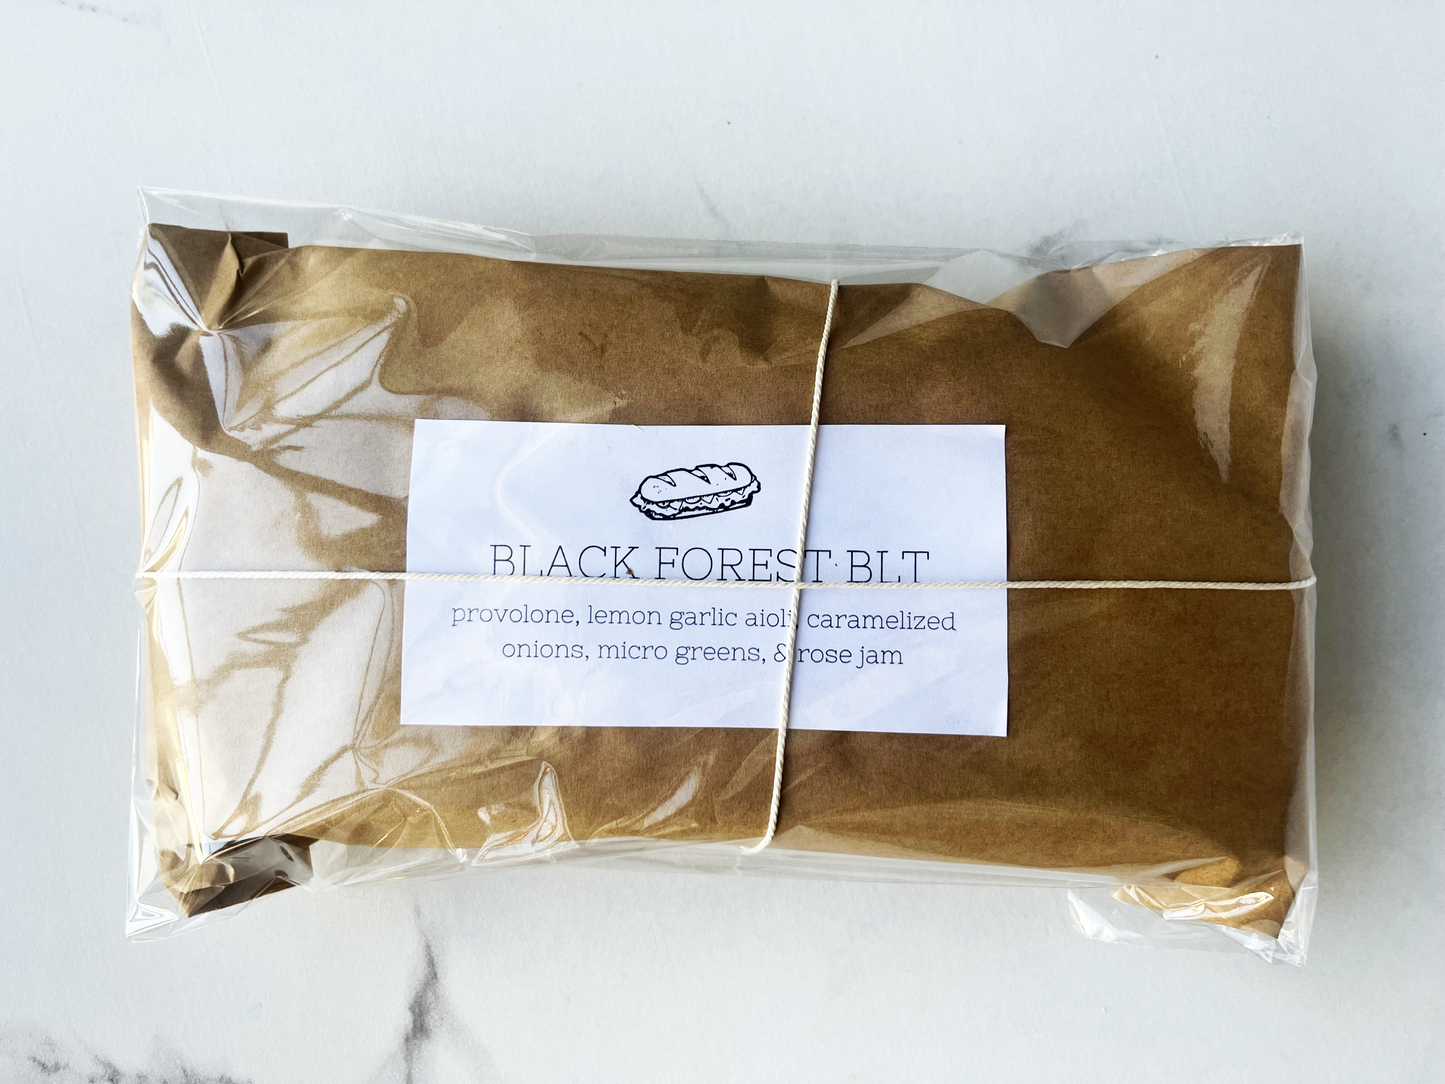 BLACK FOREST BLT
provolone, lemon garlic aioli, caramelized
onions, micro greens, & rose jam